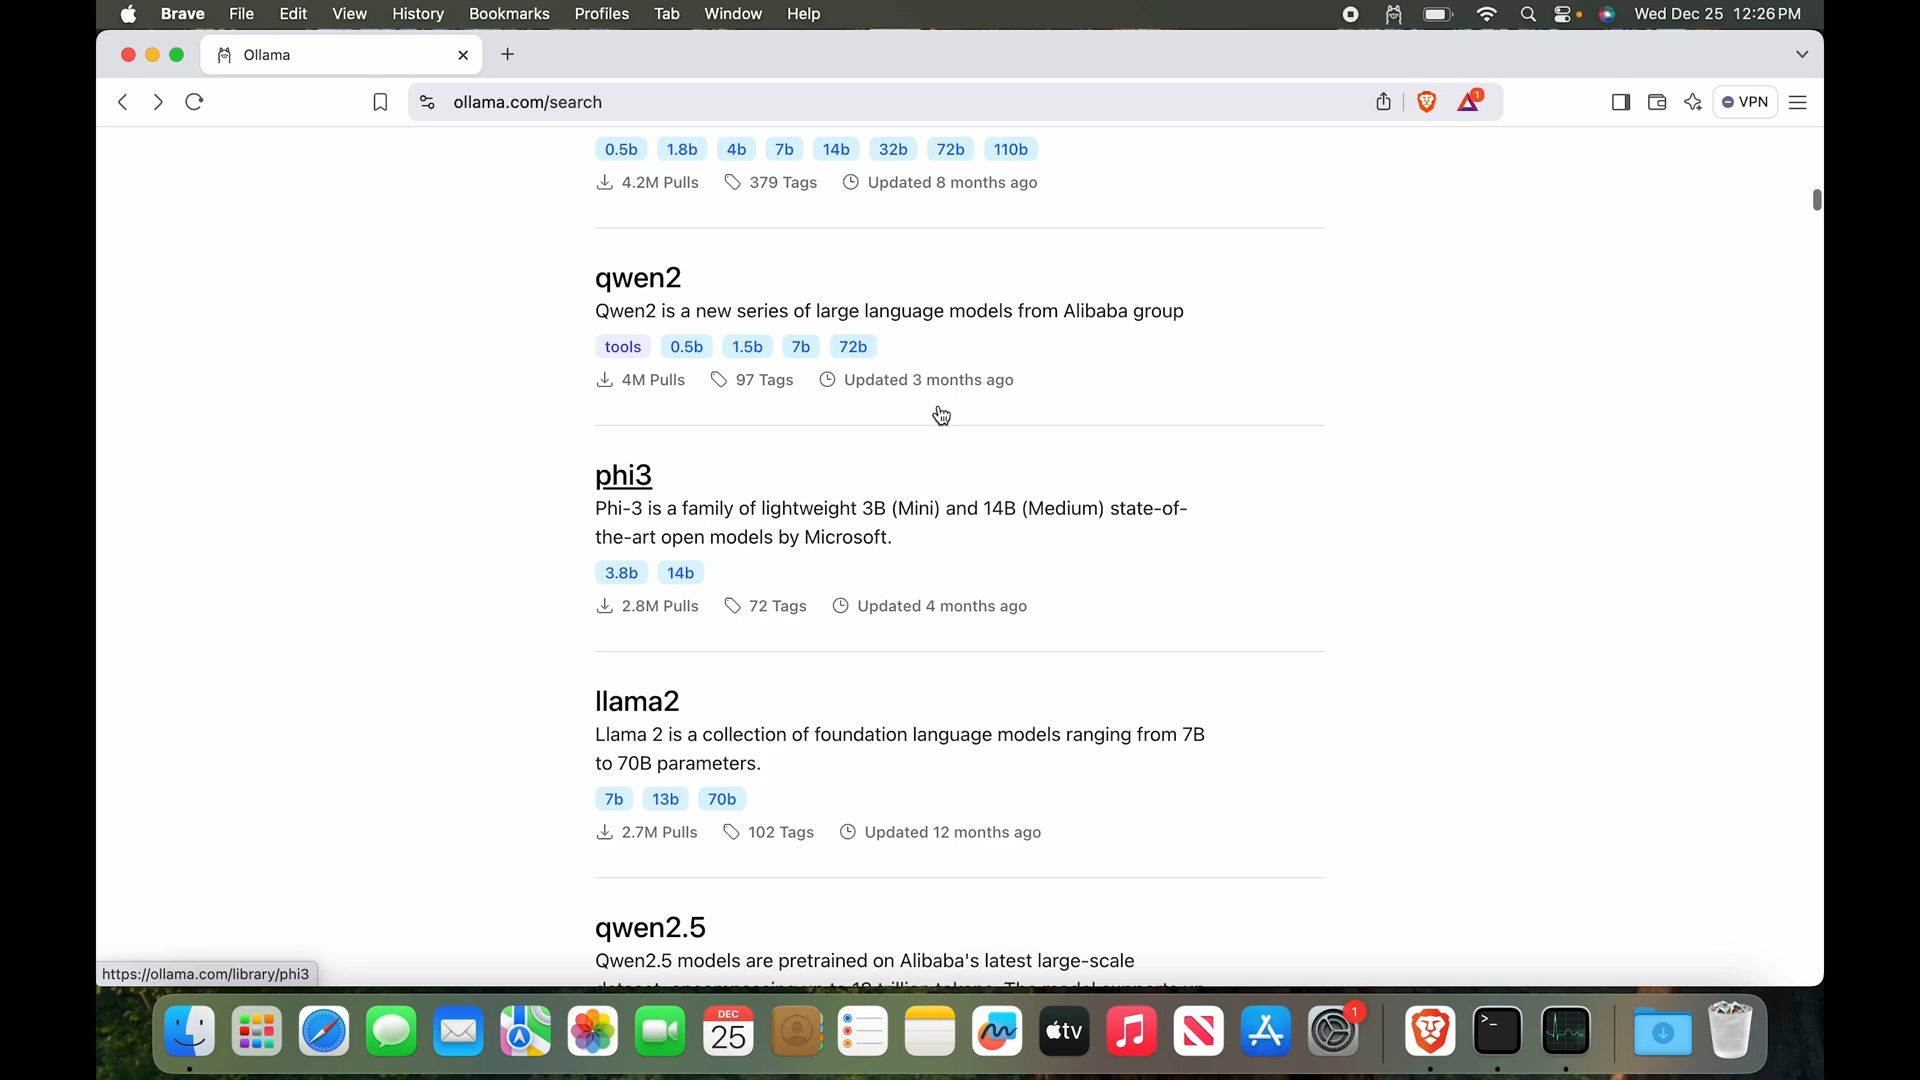 Brave File Edit View History Bookmarks Profiles Tab Window Help Wed Dec 25 12:26 PM
Ollama
ollama.com/search 1 VPN
0.5b 1.8b 4b 7b 14b 32b 72b 110b
4.2M Pulls 379 Tags Updated 8 months ago
qwen2
Qwen2 is a new series of large language models from Alibaba group
tools 0.5b 1.5b 7b 72b
4M Pulls 97 Tags Updated 3 months ago
phi3
Phi-3 is a family of lightweight 3B (Mini) and 14B (Medium) state-of-
the-art open models by Microsoft.
3.8b 14b
2.8M Pulls 72 Tags Updated 4 months ago
llama2
Llama 2 is a collection of foundation language models ranging from 7B
to 70B parameters.
7b 13b 70b
2.7M Pulls 102 Tags Updated 12 months ago
qwen2.5
Qwen2.5 models are pretrained on Alibaba's latest large-scale
https://ollama.com/library/phi3
DEC
25
tv
1
>_